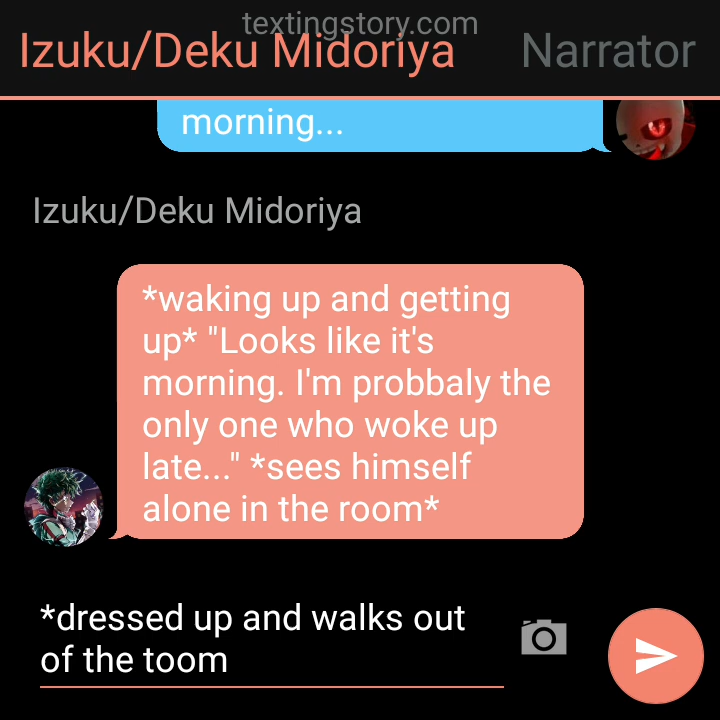 textingstory.com
Izuku/Deku Midoriya Narrator
morning...
Izuku/Deku Midoriya
*waking up and getting
up* "Looks like it's
morning. I'm probbaly the
only one who woke up
late..." *sees himself
alone in the room*
*dressed up and walks out
of the toom